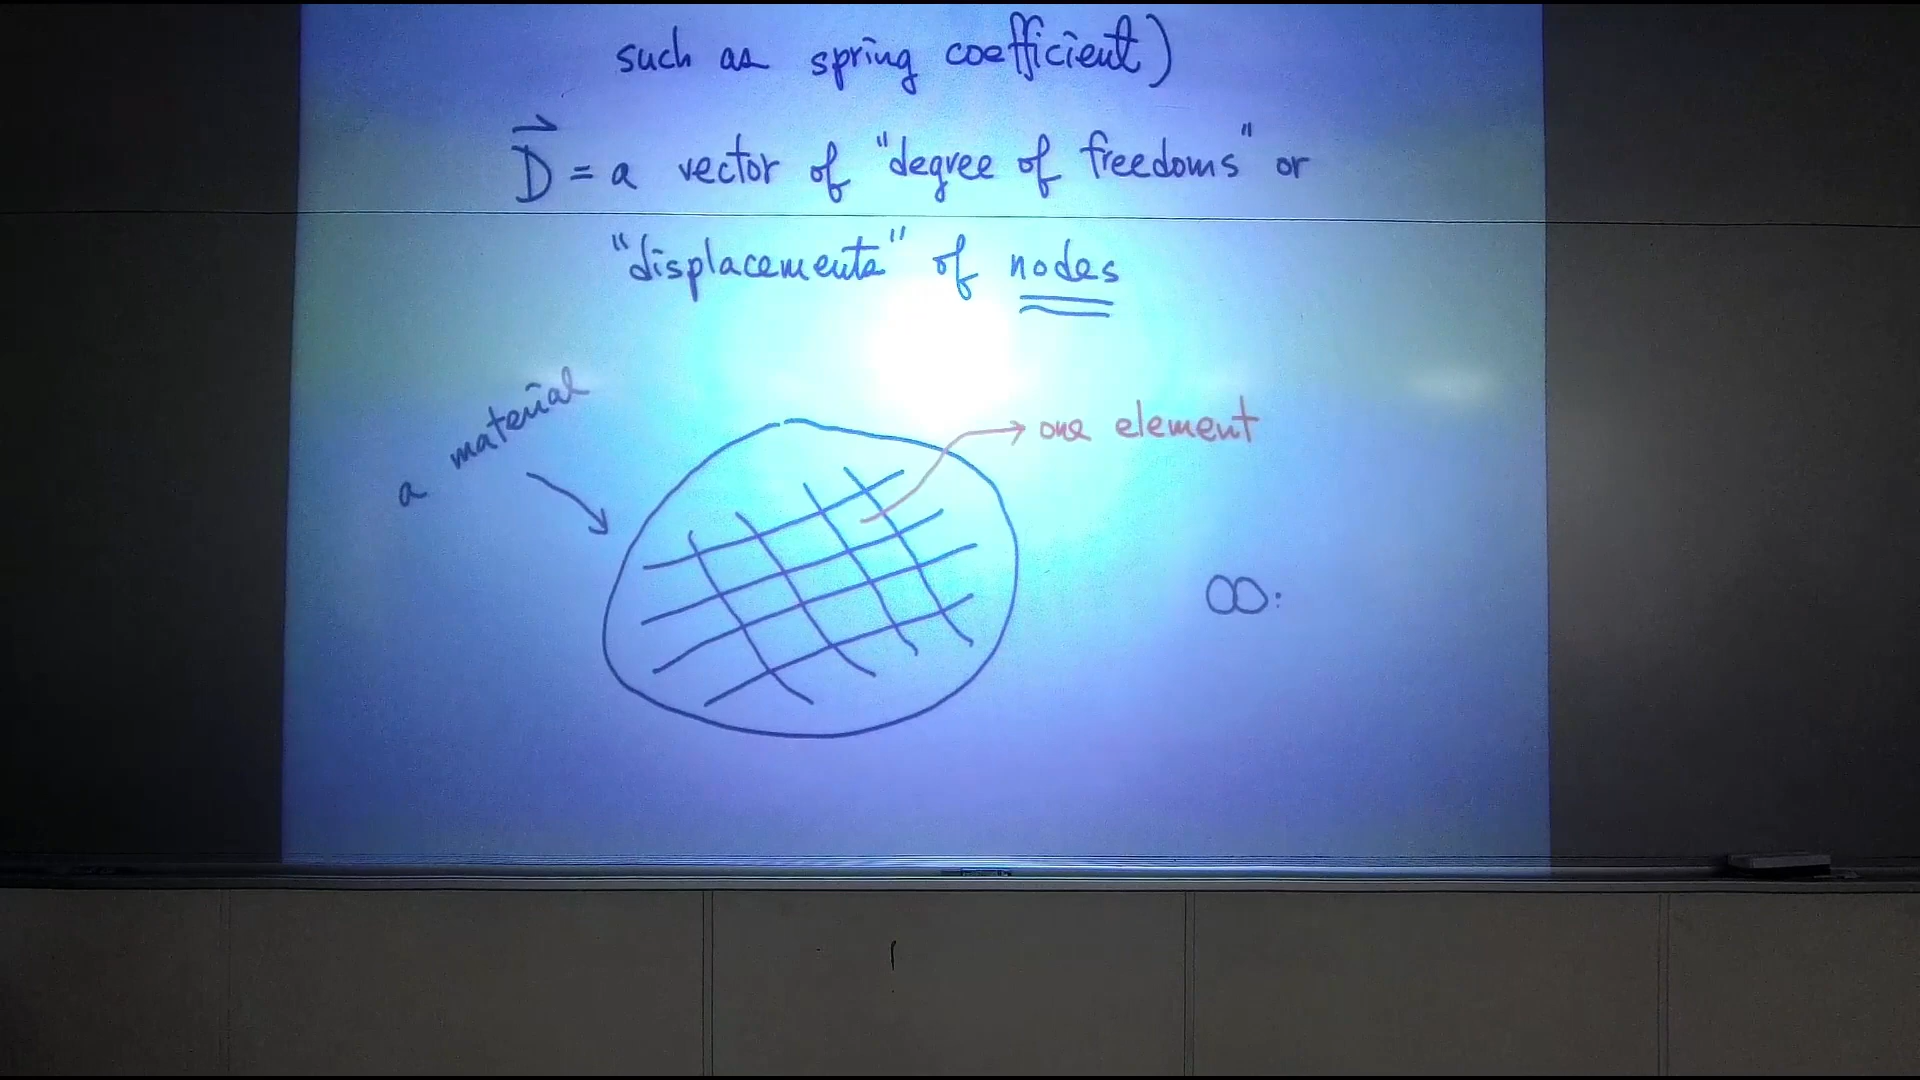 such as spring coefficient)
D = a vector of "degree of freedoms" or
"displacements" of nodes
a material
one element
∞: